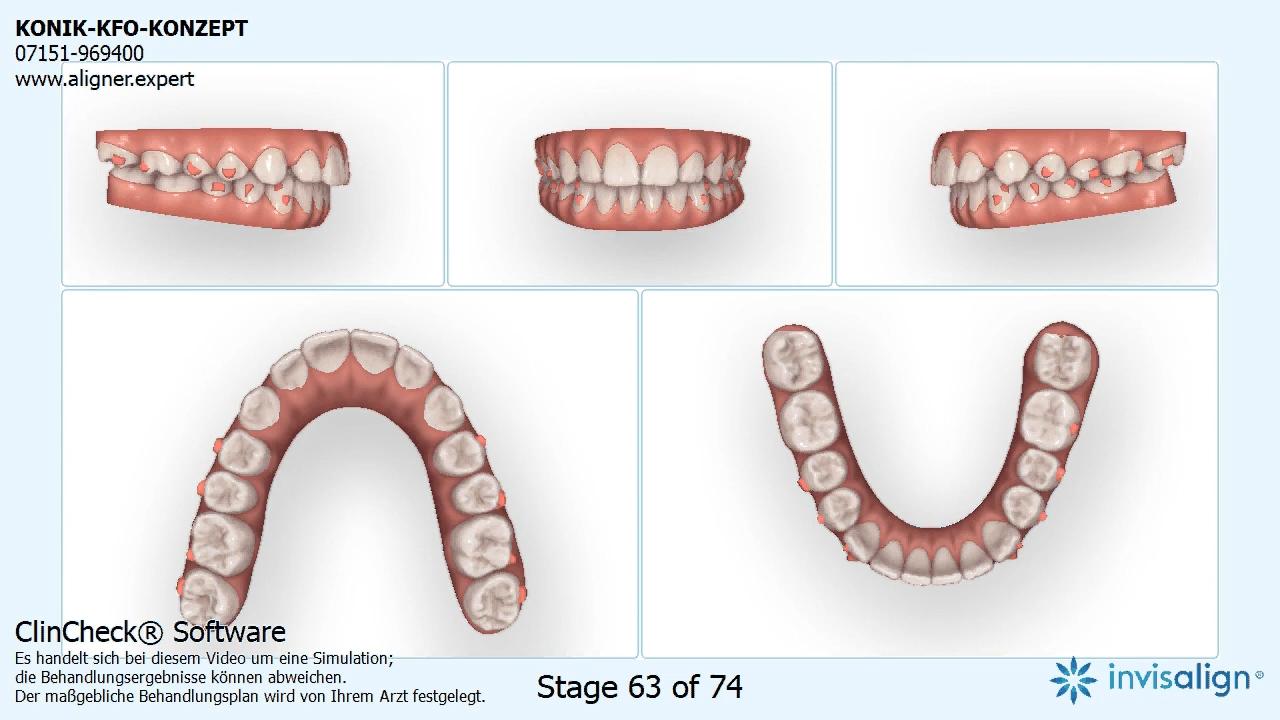 KONIK-KFO-KONZEPT
07151-969400
www.aligner.expert
ClinCheck® Software
Es handelt sich bei diesem Video um eine Simulation;
die Behandlungsergebnisse können abweichen.
Der maßgebliche Behandlungsplan wird von Ihrem Arzt festgelegt.
Stage 63 of 74
invisalign®